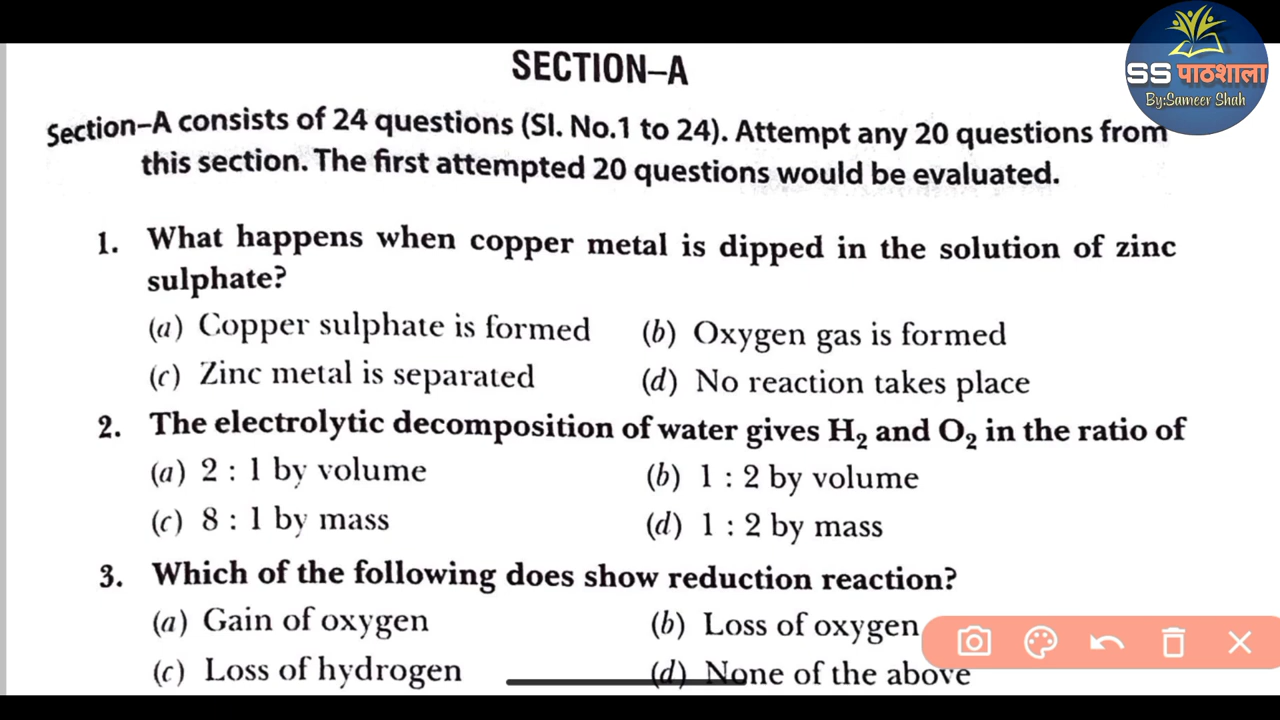 SECTION–A
SS पाठशाला
By:Sameer Shah
Section–A consists of 24 questions (Sl. No.1 to 24). Attempt any 20 questions from
this section. The first attempted 20 questions would be evaluated.
1. What happens when copper metal is dipped in the solution of zinc
sulphate?
(a) Copper sulphate is formed (b) Oxygen gas is formed
(c) Zinc metal is separated (d) No reaction takes place
2. The electrolytic decomposition of water gives H₂ and O₂ in the ratio of
(a) 2 : 1 by volume (b) 1 : 2 by volume
(c) 8 : 1 by mass (d) 1 : 2 by mass
3. Which of the following does show reduction reaction?
(a) Gain of oxygen (b) Loss of oxygen
(c) Loss of hydrogen (d) None of the above